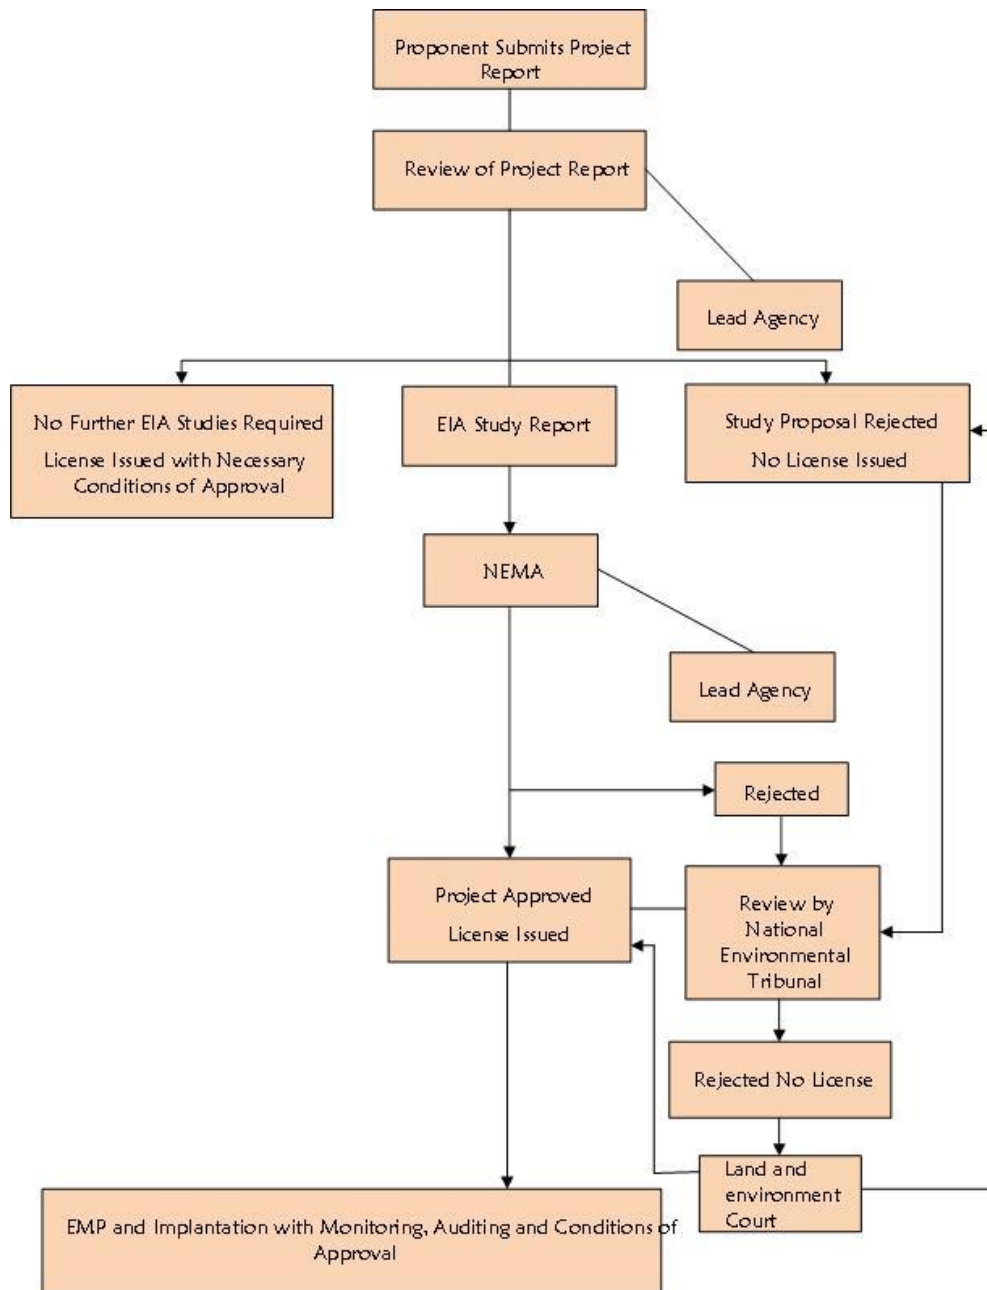 Proponent Submits Project
Report
Review of Project Report
Lead Agency
No Further EIA Studies Required
License Issued with Necessary
Conditions of Approval
EIA Study Report
Study Proposal Rejected
No License Issued
NEMA
Lead Agency
Rejected
Project Approved
License Issued
Review by
National
Environmental
Tribunal
Rejected No License
Land and
environment
Court
EMP and Implantation with Monitoring, Auditing and Conditions of
Approval